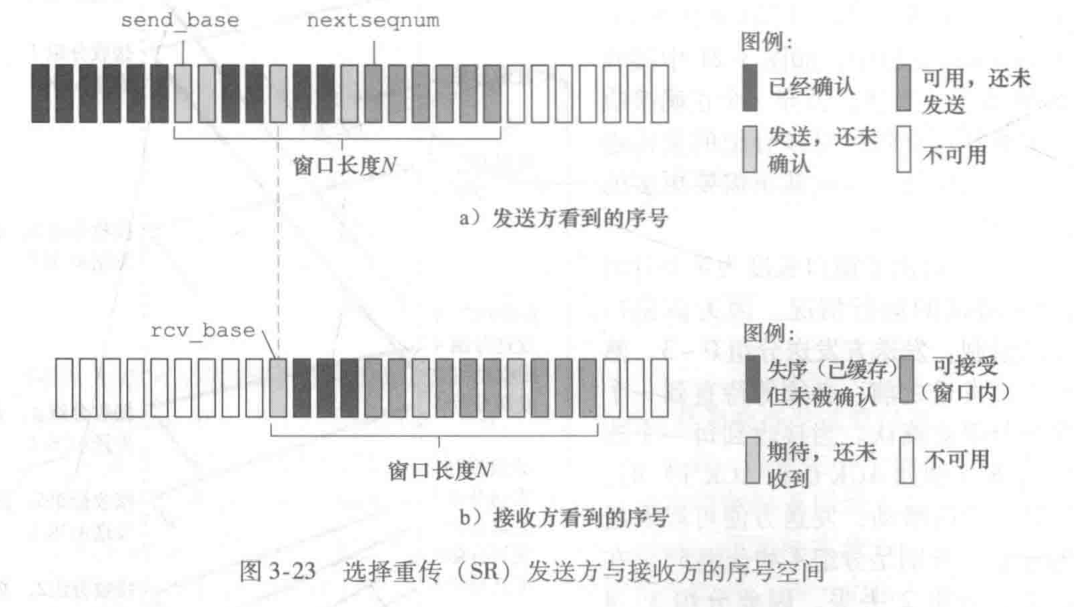 send_base
nextseqnum
图例:
已经确认
可用，还未
发送
发送，还未
确认
不可用
窗口长度N
a）发送方看到的序号
rcv_base
图例:
失序（已缓存）
但未被确认
可接受
（窗口内）
期待，还未
收到
不可用
窗口长度N
b）接收方看到的序号
图3-23 选择重传（SR）发送方与接收方的序号空间